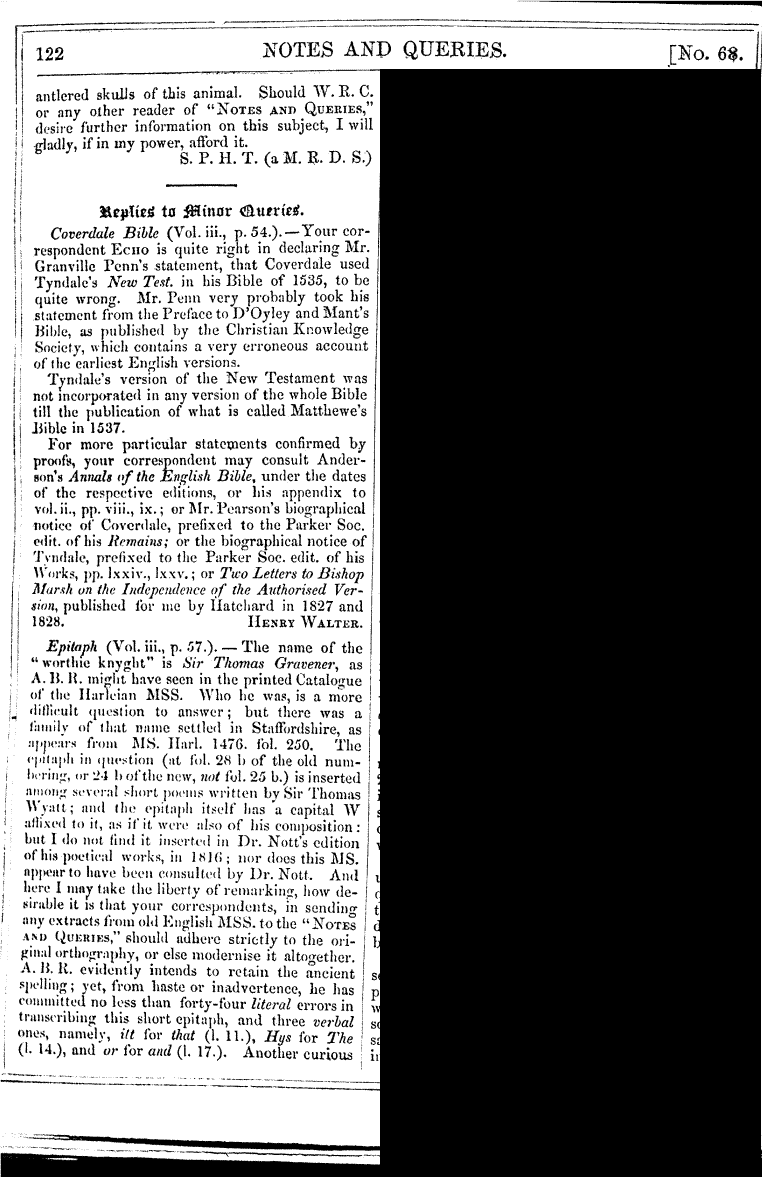 122 NOTES AND QUERIES. [No. 68.
antlered skulls of this animal. Should W. R. C.
or any other reader of "NOTES AND QUERIES,"
desire further information on this subject, I will
gladly, if in my power, afford it.
S. P. H. T. (a M. R. D. S.)
Replies to Minor Queries.
Coverdale Bible (Vol. iii., p. 54.).—Your cor-
respondent ECHO is quite right in declaring Mr.
Granville Penn's statement, that Coverdale used
Tyndale's New Test. in his Bible of 1535, to be
quite wrong. Mr. Penn very probably took his
statement from the Preface to D'Oyley and Mant's
Bible, as published by the Christian Knowledge
Society, which contains a very erroneous account
of the earliest English versions.
Tyndale's version of the New Testament was
not incorporated in any version of the whole Bible
till the publication of what is called Matthewe's
Bible in 1537.
For more particular statements confirmed by
proofs, your correspondent may consult Ander-
son's Annals of the English Bible, under the dates
of the respective editions, or his appendix to
vol. ii., pp. viii., ix.; or Mr. Pearson's biographical
notice of Coverdale, prefixed to the Parker Soc.
edit. of his Remains; or the biographical notice of
Tyndale, prefixed to the Parker Soc. edit. of his
Works, pp. lxxiv., lxxv.; or Two Letters to Bishop
Marsh on the Independence of the Authorised Ver-
sion, published for me by Hatchard in 1827 and
1828. HENRY WALTER.
Epitaph (Vol. iii., p. 57.).—The name of the
"worthie knyght" is Sir Thomas Gravener, as
A. B. R. might have seen in the printed Catalogue
of the Harleian MSS. Who he was, is a more
difficult question to answer; but there was a
family of that name settled in Staffordshire, as
appears from MS. Harl. 1476. fol. 250. The
epitaph in question (at fol. 28 b of the old num-
bering, or 24 b of the new, not fol. 25 b.) is inserted
among several short poems written by Sir Thomas
Wyatt; and the epitaph itself has a capital W
affixed to it, as if it were also of his composition:
but I do not find it inserted in Dr. Nott's edition
of his poetical works, in 1816; nor does this MS.
appear to have been consulted by Dr. Nott. And
here I may take the liberty of remarking, how de-
sirable it is that your correspondents, in sending
any extracts from old English MSS. to the "NOTES
AND QUERIES," should adhere strictly to the ori-
ginal orthography, or else modernise it altogether.
A. B. R. evidently intends to retain the ancient
spelling; yet, from haste or inadvertence, he has
committed no less than forty-four literal errors in
transcribing this short epitaph, and three verbal
ones, namely, itt for that (l. 11.), Hys for The
(l. 14.), and or for and (l. 17.). Another curious